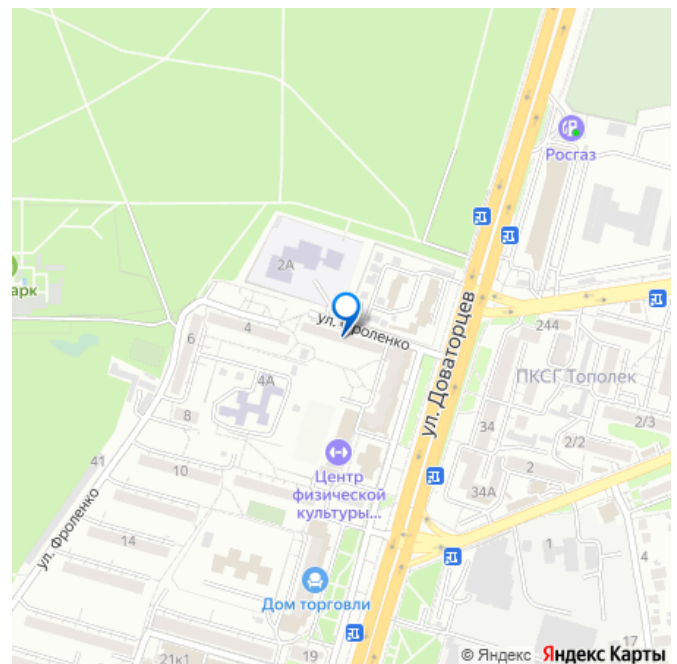 Росгаз
2А
арк
ул. Фроленко
4
6
4А
8
41
10
14
ул. Фроленко
21к1
19
Центр
физической
культуры...
Дом торговли
ул. Доваторцев
244
ПКСГ Тополек
34
2/3
2/2
2
34А
1
4
17
© Яндекс Яндекс Карты